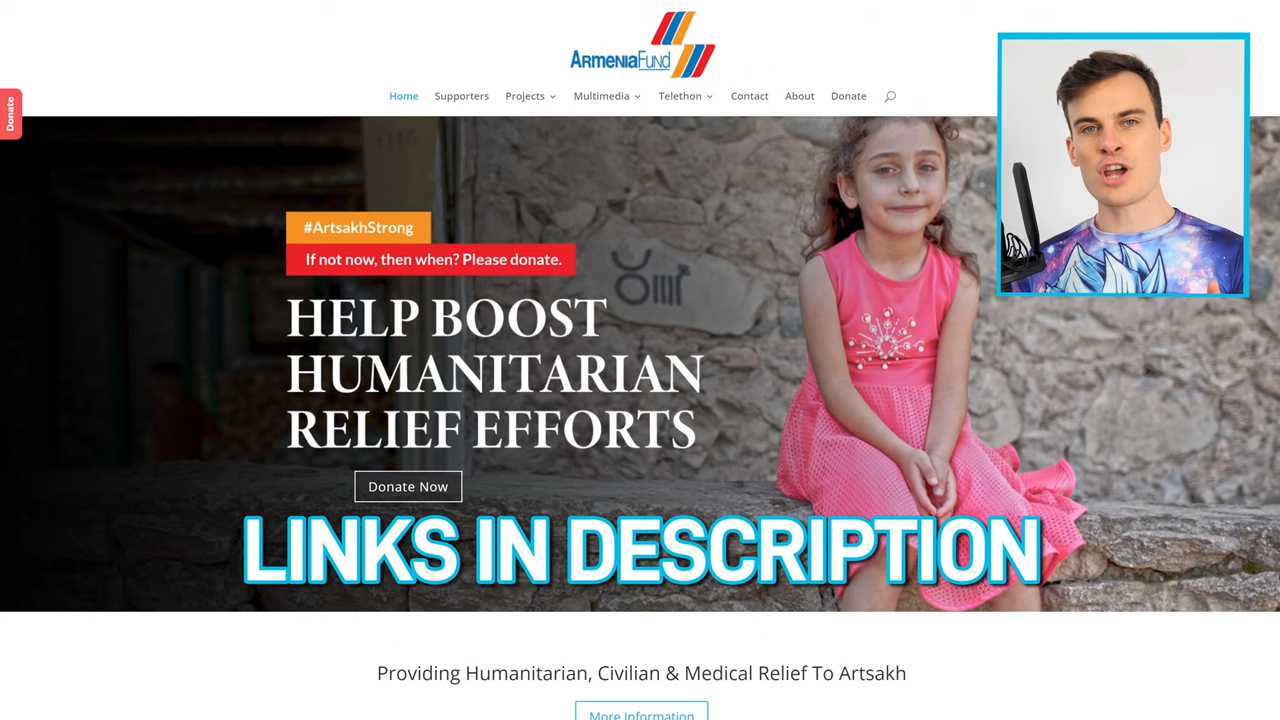 ARMENIAFUND
Home Supporters Projects Multimedia Telethon Contact About Donate
Donate
#ArtsakhStrong
If not now, then when? Please donate.
HELP BOOST
HUMANITARIAN
RELIEF EFFORTS
Donate Now
LINKS IN DESCRIPTION
Providing Humanitarian, Civilian & Medical Relief To Artsakh
More Information